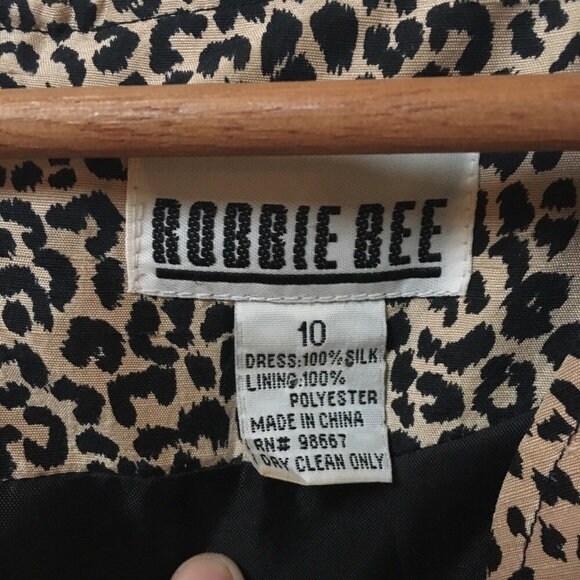 ROBBIE BEE
10
DRESS:100% SILK
LINING:100%
POLYESTER
MADE IN CHINA
RN# 98667
DRY CLEAN ONLY